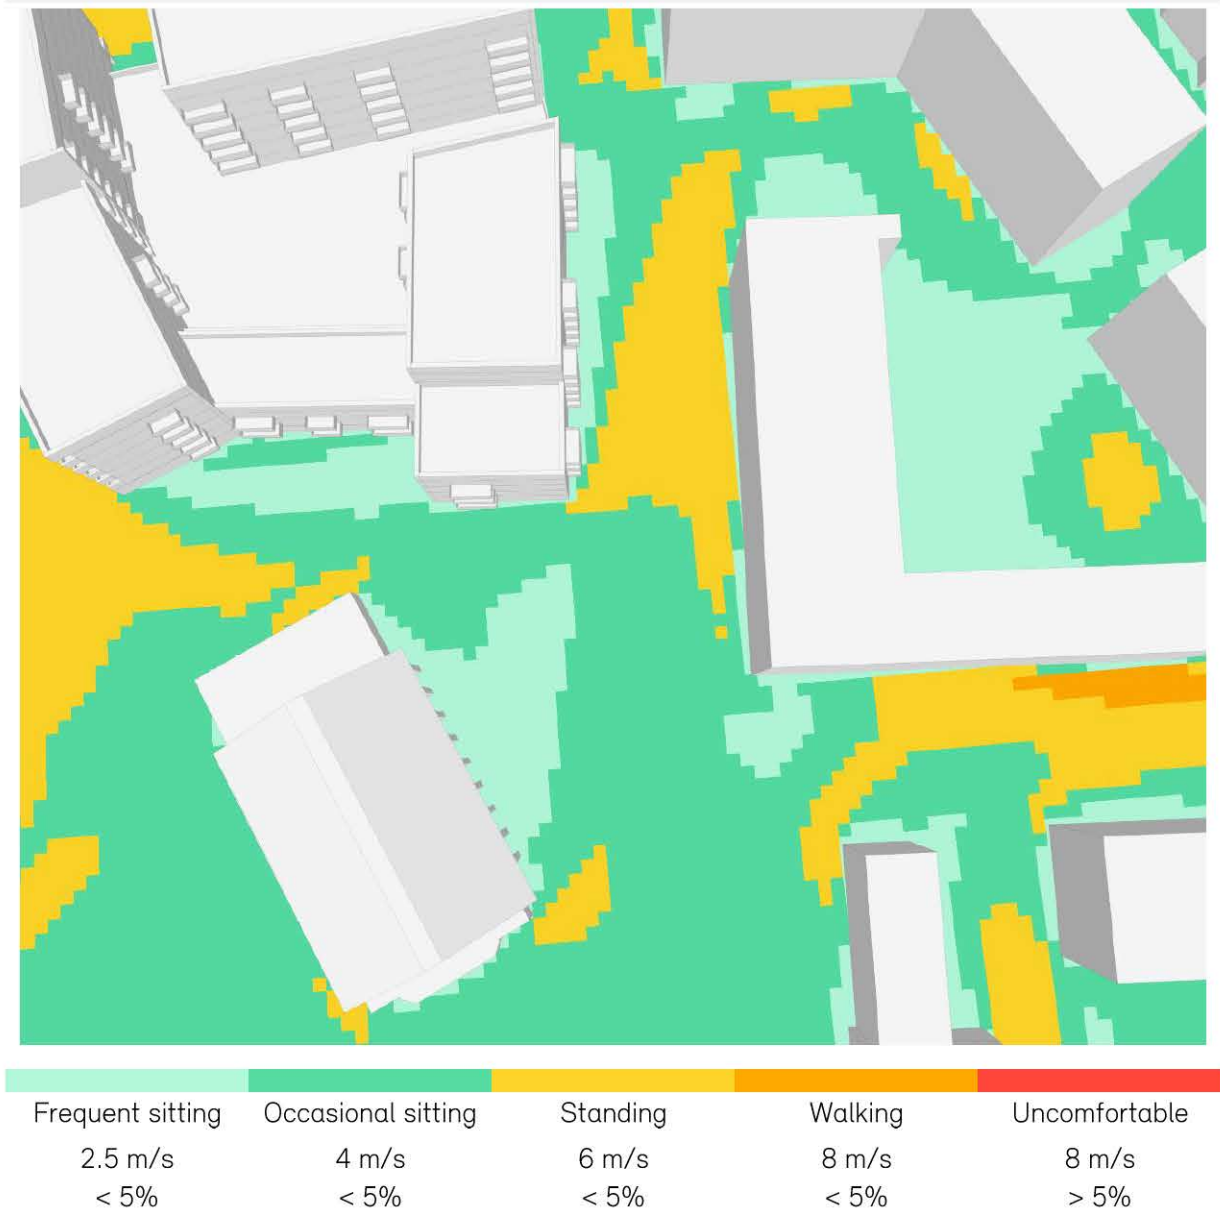 Frequent sitting Occasional sitting Standing Walking Uncomfortable
2.5 m/s 4 m/s 6 m/s 8 m/s 8 m/s
< 5% < 5% < 5% < 5% > 5%